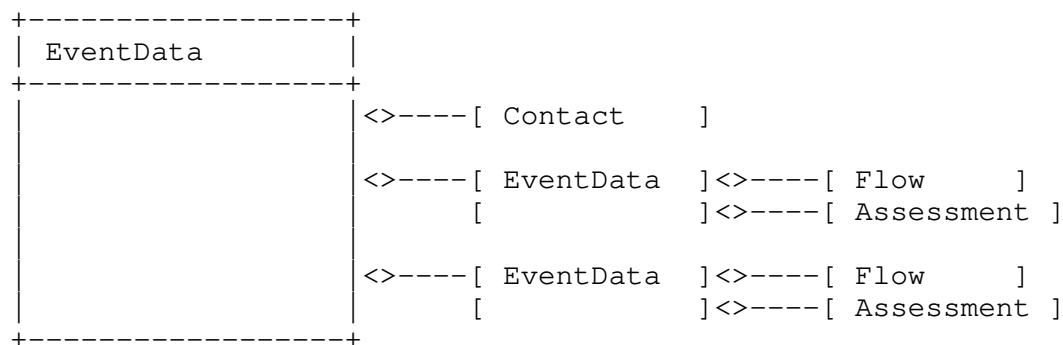 +------------------+
| EventData        |
+------------------+
|                  |<>----[ Contact    ]
|                  |
|                  |<>----[ EventData  ]<>----[ Flow       ]
|                  |      [            ]<>----[ Assessment ]
|                  |
|                  |<>----[ EventData  ]<>----[ Flow       ]
|                  |      [            ]<>----[ Assessment ]
+------------------+